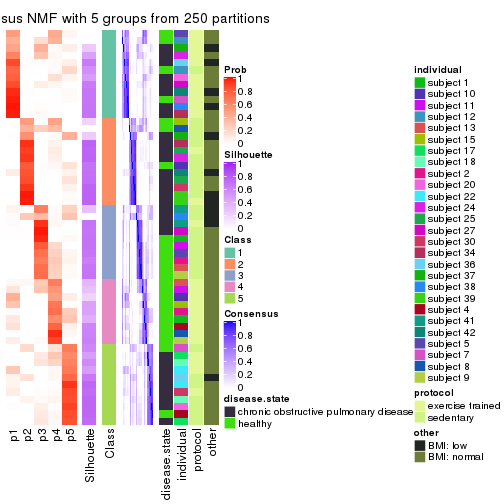 sus NMF with 5 groups from 250 partitions
p1
p2
p3
p4
p5
Silhouette
Class
disease.state
individual
protocol
other
Prob
1
0.8
0.6
0.4
0.2
0
Silhouette
1
0.8
0.6
0.4
0.2
0
Class
1
2
3
4
5
Consensus
1
0.8
0.6
0.4
0.2
0
disease.state
chronic obstructive pulmonary disease
healthy
individual
subject 1
subject 10
subject 11
subject 12
subject 13
subject 15
subject 17
subject 18
subject 2
subject 20
subject 22
subject 24
subject 25
subject 27
subject 30
subject 34
subject 36
subject 37
subject 38
subject 39
subject 4
subject 41
subject 42
subject 5
subject 7
subject 8
subject 9
protocol
exercise trained
sedentary
other
BMI: low
BMI: normal